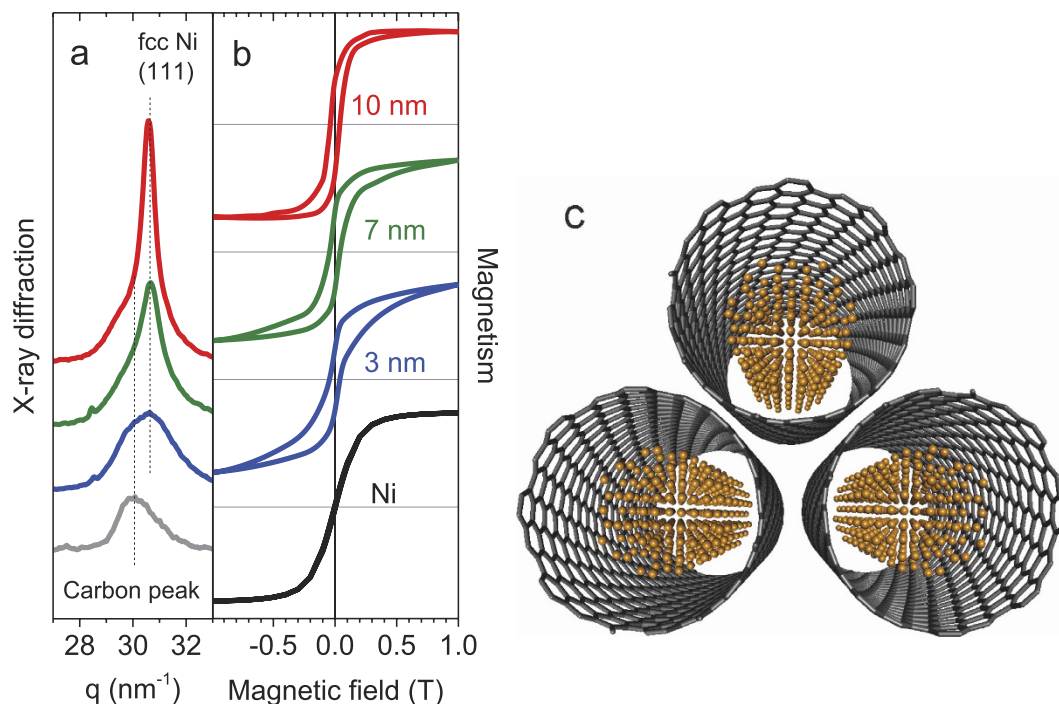 a
fcc Ni
(111)
Carbon peak
X-ray diffraction
28 30 32
q (nm⁻¹)
b
10 nm
7 nm
3 nm
Ni
-0.5 0.0 0.5 1.0
Magnetic field (T)
Magnetism
c